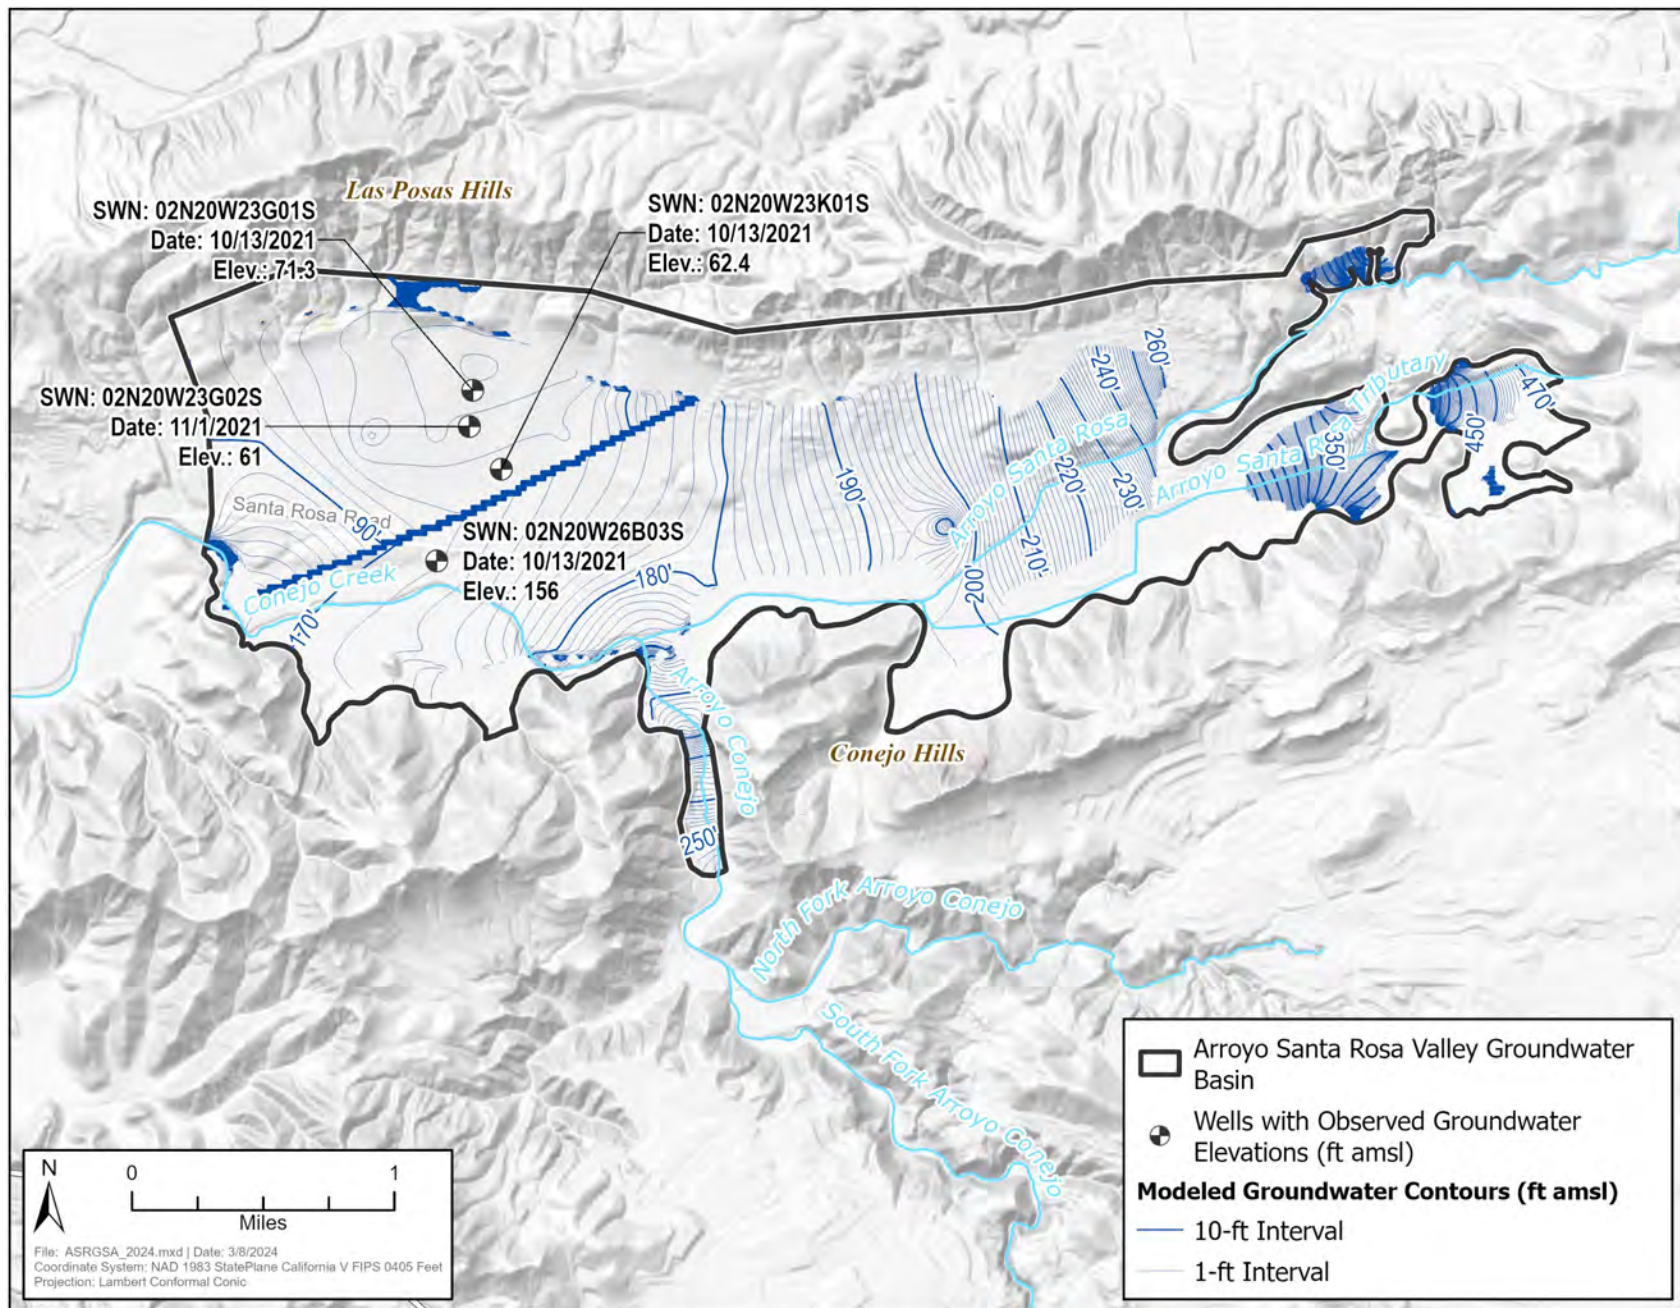 Las Posas Hills
SWN: 02N20W23G01S
Date: 10/13/2021
Elev.: 71.3
SWN: 02N20W23K01S
Date: 10/13/2021
Elev.: 62.4
SWN: 02N20W23G02S
Date: 11/1/2021
Elev.: 61
SWN: 02N20W26B03S
Date: 10/13/2021
Elev.: 156
Santa Rosa Road
90'
Conejo Creek
170'
180'
190'
200'
210'
220'
230'
240'
260'
Arroyo Santa Rosa
Arroyo Santa Rosa Tributary
350'
450'
470'
Arroyo Conejo
250'
Conejo Hills
North Fork Arroyo Conejo
South Fork Arroyo Conejo
Arroyo Santa Rosa Valley Groundwater
Basin
Wells with Observed Groundwater
Elevations (ft amsl)
Modeled Groundwater Contours (ft amsl)
10-ft Interval
1-ft Interval
N
0 1
Miles
File: ASRGSA_2024.mxd | Date: 3/8/2024
Coordinate System: NAD 1983 StatePlane California V FIPS 0405 Feet
Projection: Lambert Conformal Conic